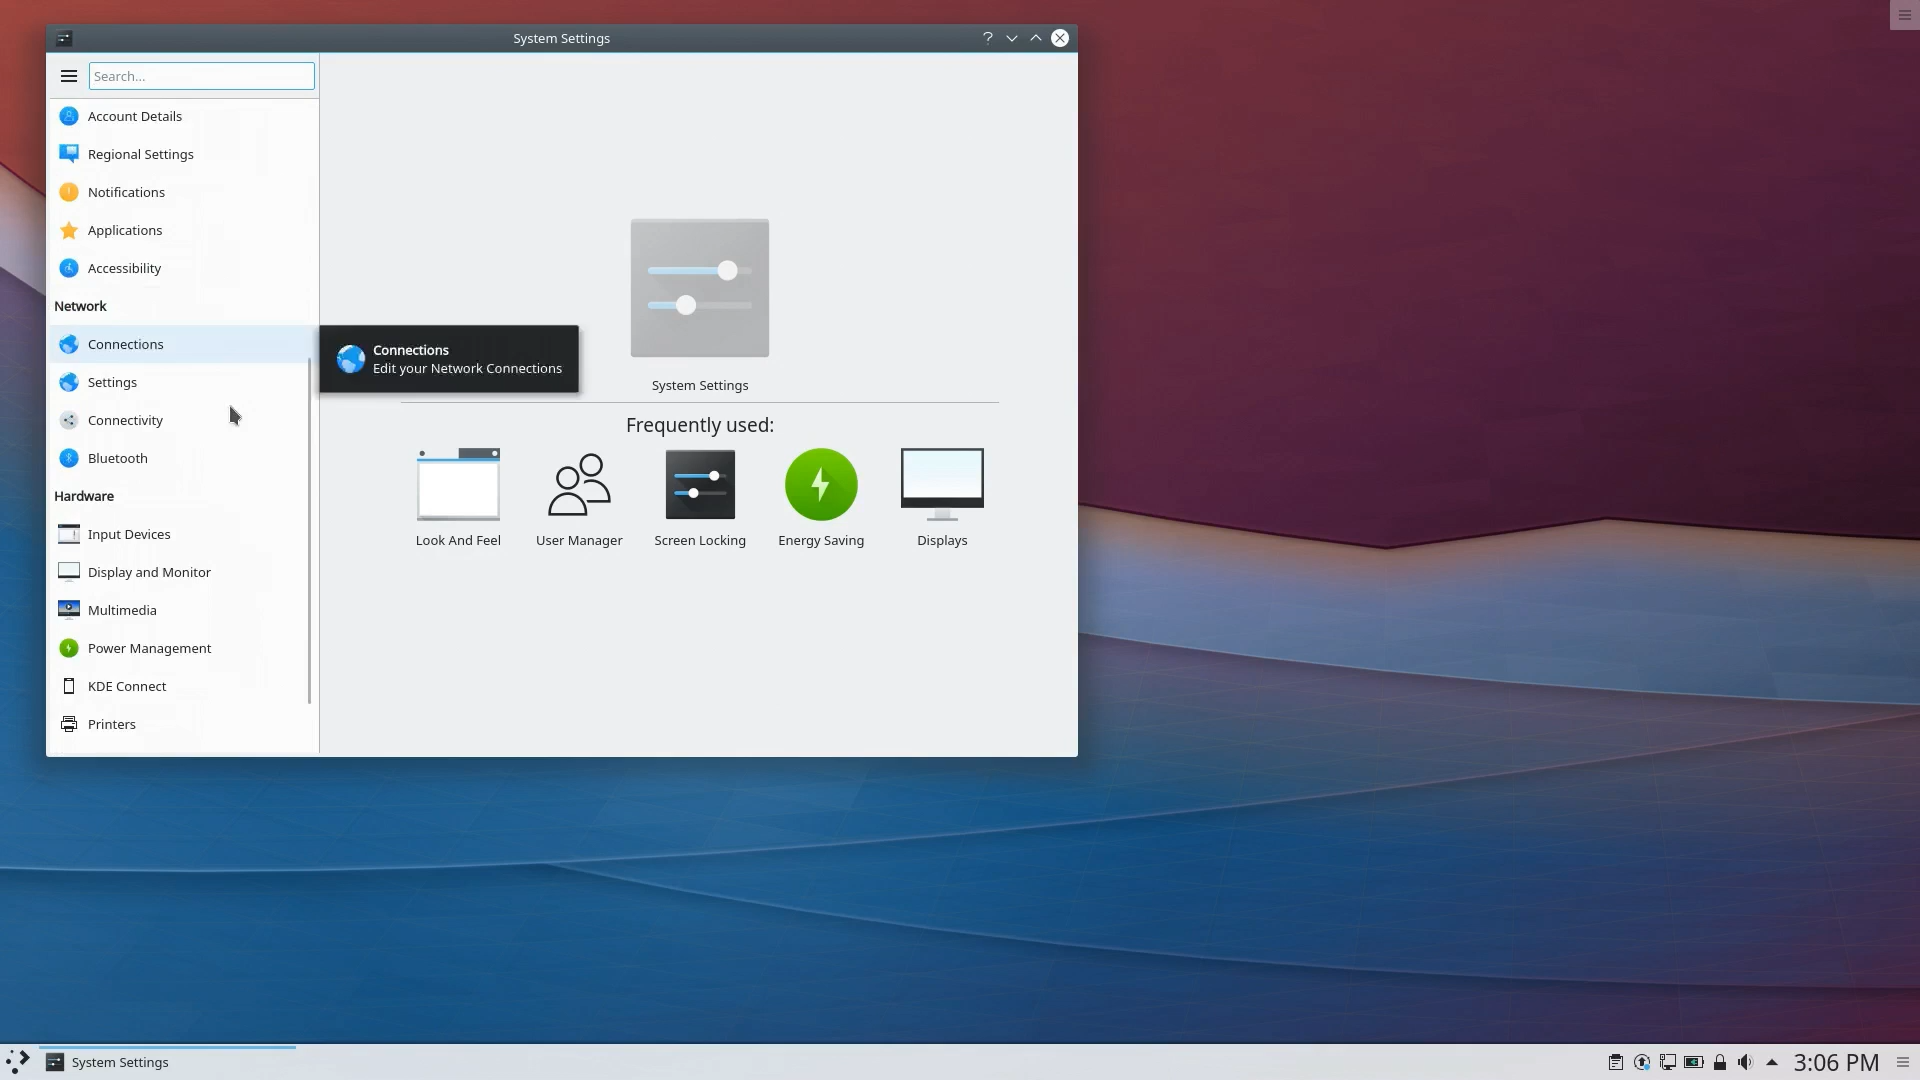 System Settings
Search...
Account Details
Regional Settings
Notifications
Applications
Accessibility
Network
Connections
Settings
Connectivity
Bluetooth
Hardware
Input Devices
Display and Monitor
Multimedia
Power Management
KDE Connect
Printers
Connections
Edit your Network Connections
System Settings
Frequently used:
Look And Feel
User Manager
Screen Locking
Energy Saving
Displays
System Settings
3:06 PM